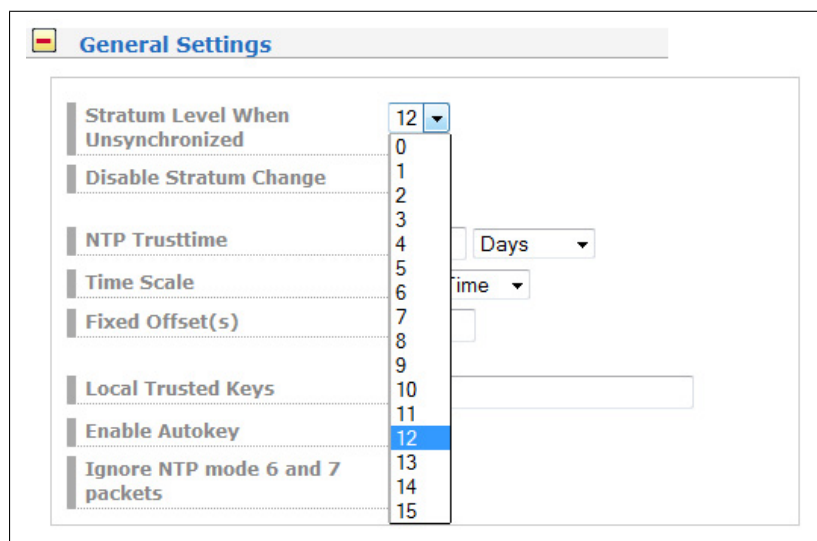 General Settings
Stratum Level When
Unsynchronized
12
0
1
2
3
4
5
6
7
8
9
10
11
12
13
14
15
Disable Stratum Change
NTP Trusttime
Days
Time Scale
ime
Fixed Offset(s)
Local Trusted Keys
Enable Autokey
Ignore NTP mode 6 and 7
packets